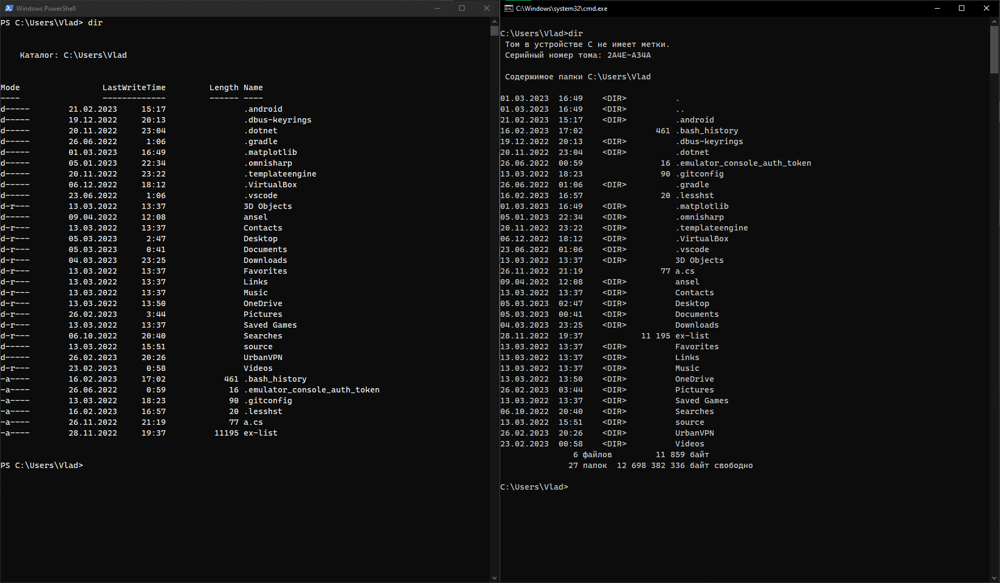 Windows PowerShell
PS C:\Users\Vlad> dir
    Каталог: C:\Users\Vlad
Mode                 LastWriteTime         Length Name
----                 -------------         ------ ----
d-----        21.02.2023     15:17                .android
d-----        19.12.2022     20:13                .dbus-keyrings
d-----        20.11.2022     23:04                .dotnet
d-----        26.06.2022      1:06                .gradle
d-----        01.03.2023     16:49                .matplotlib
d-----        05.01.2023     22:34                .omnisharp
d-----        20.11.2022     23:22                .templateengine
d-----        06.12.2022     18:12                .VirtualBox
d-----        23.06.2022      1:06                .vscode
d-r---        13.03.2022     13:37                3D Objects
d-----        09.04.2022     12:08                ansel
d-r---        13.03.2022     13:37                Contacts
d-r---        05.03.2023      2:47                Desktop
d-r---        05.03.2023      0:41                Documents
d-r---        04.03.2023     23:25                Downloads
d-r---        13.03.2022     13:37                Favorites
d-r---        13.03.2022     13:37                Links
d-r---        13.03.2022     13:37                Music
d-r---        13.03.2022     13:50                OneDrive
d-r---        26.02.2023      3:44                Pictures
d-r---        13.03.2022     13:37                Saved Games
d-r---        06.10.2022     20:40                Searches
d-----        13.03.2022     15:51                source
d-----        26.02.2023     20:26                UrbanVPN
d-r---        23.02.2023      0:58                Videos
-a----        16.02.2023     17:02            461 .bash_history
-a----        26.06.2022      0:59             16 .emulator_console_auth_token
-a----        13.03.2022     18:23             90 .gitconfig
-a----        16.02.2023     16:57             20 .lesshst
-a----        26.11.2022     21:19             77 a.cs
-a----        28.11.2022     19:37          11195 ex-list
PS C:\Users\Vlad>
C:\Windows\system32\cmd.exe
C:\Users\Vlad>dir
 Том в устройстве C не имеет метки.
 Серийный номер тома: 2A4E-A34A
 Содержимое папки C:\Users\Vlad
01.03.2023  16:49    <DIR>          .
01.03.2023  16:49    <DIR>          ..
21.02.2023  15:17    <DIR>          .android
16.02.2023  17:02               461 .bash_history
19.12.2022  20:13    <DIR>          .dbus-keyrings
20.11.2022  23:04    <DIR>          .dotnet
26.06.2022  00:59                16 .emulator_console_auth_token
13.03.2022  18:23                90 .gitconfig
26.06.2022  01:06    <DIR>          .gradle
16.02.2023  16:57                20 .lesshst
01.03.2023  16:49    <DIR>          .matplotlib
05.01.2023  22:34    <DIR>          .omnisharp
20.11.2022  23:22    <DIR>          .templateengine
06.12.2022  18:12    <DIR>          .VirtualBox
23.06.2022  01:06    <DIR>          .vscode
13.03.2022  13:37    <DIR>          3D Objects
26.11.2022  21:19                77 a.cs
09.04.2022  12:08    <DIR>          ansel
13.03.2022  13:37    <DIR>          Contacts
05.03.2023  02:47    <DIR>          Desktop
05.03.2023  00:41    <DIR>          Documents
04.03.2023  23:25    <DIR>          Downloads
28.11.2022  19:37            11 195 ex-list
13.03.2022  13:37    <DIR>          Favorites
13.03.2022  13:37    <DIR>          Links
13.03.2022  13:37    <DIR>          Music
13.03.2022  13:50    <DIR>          OneDrive
26.02.2023  03:44    <DIR>          Pictures
13.03.2022  13:37    <DIR>          Saved Games
06.10.2022  20:40    <DIR>          Searches
13.03.2022  15:51    <DIR>          source
26.02.2023  20:26    <DIR>          UrbanVPN
23.02.2023  00:58    <DIR>          Videos
               6 файлов         11 859 байт
              27 папок  12 698 382 336 байт свободно
C:\Users\Vlad>